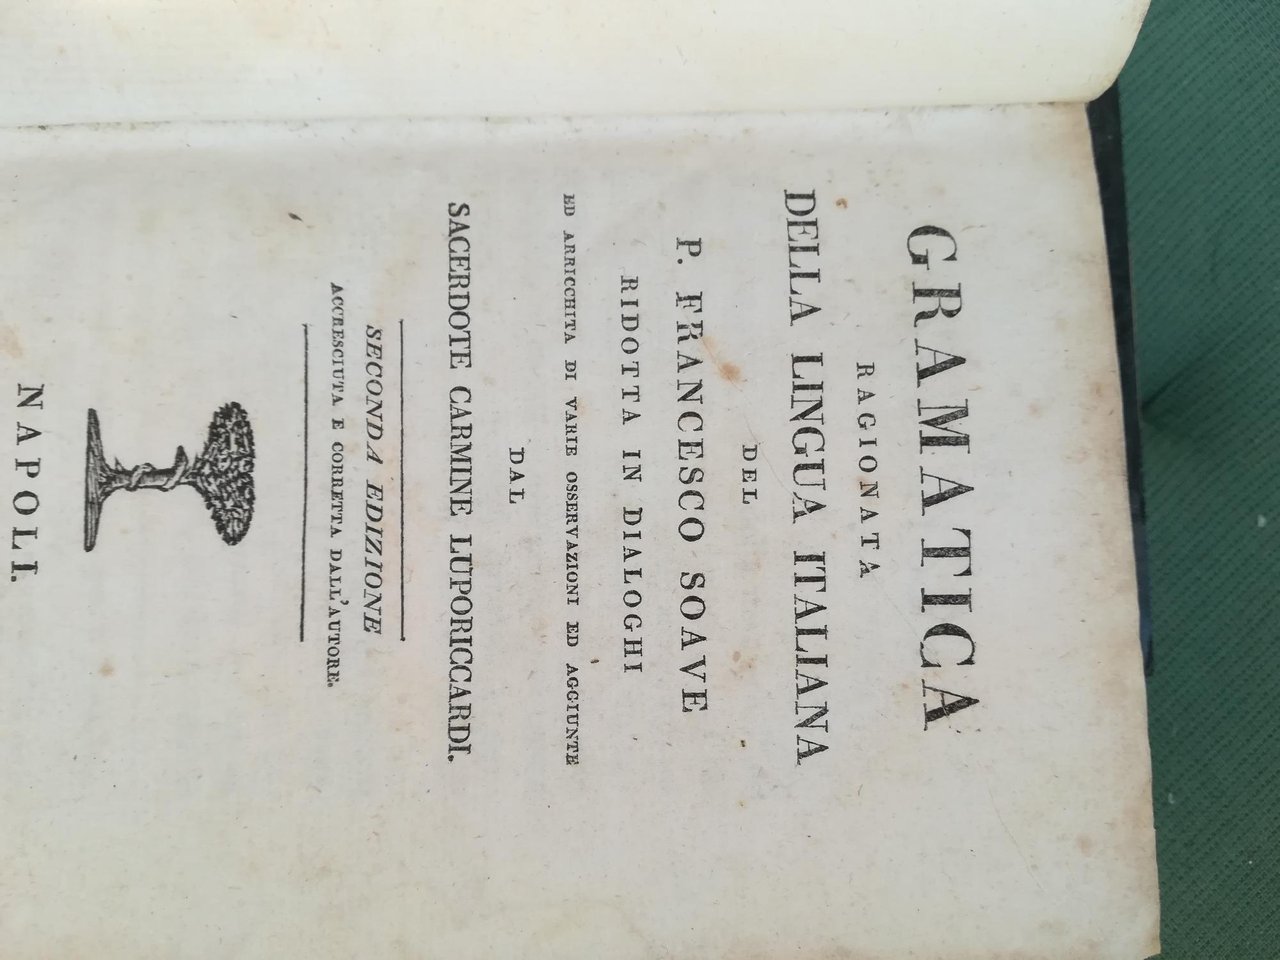 GRAMATICA
RAGIONATA
DELLA LINGUA ITALIANA
DEL
P. FRANCESCO SOAVE
RIDOTTA IN DIALOGHI
ED ARRICCHITA DI VARIE OSSERVAZIONI ED AGGIUNTE
DAL
SACERDOTE CARMINE LUPORICCARDI.
SECONDA EDIZIONE
ACCRESCIUTA E CORRETTA DALL'AUTORE.
NAPOLI.